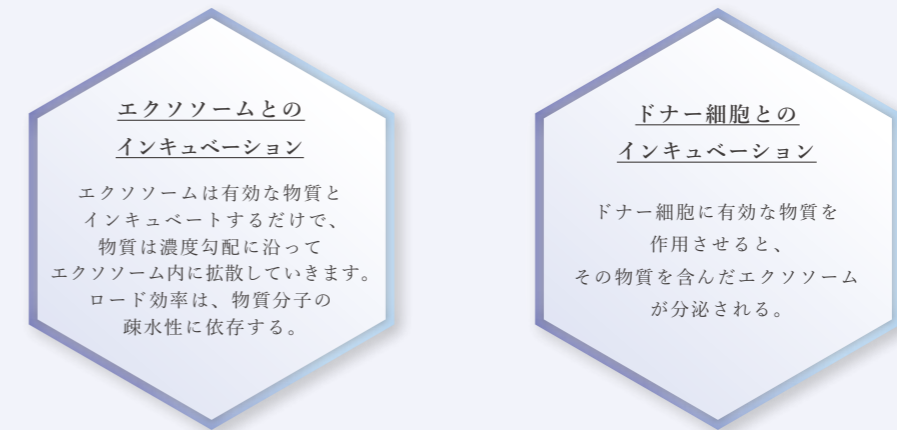 エクソソームとの
インキュベーション
エクソソームは有効な物質と
インキュベートするだけで、
物質は濃度勾配に沿って
エクソソーム内に拡散していきます。
ロード効率は、物質分子の
疎水性に依存する。
ドナー細胞との
インキュベーション
ドナー細胞に有効な物質を
作用させると、
その物質を含んだエクソソーム
が分泌される。